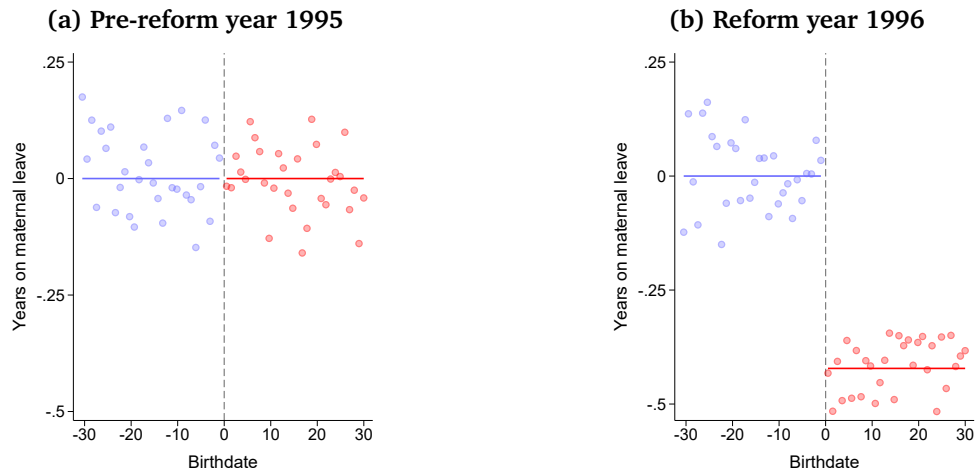 (a) Pre-reform year 1995
.25
0
-.25
-.5
Years on maternal leave
-30 -20 -10 0 10 20 30
Birthdate
(b) Reform year 1996
.25
0
-.25
-.5
Years on maternal leave
-30 -20 -10 0 10 20 30
Birthdate